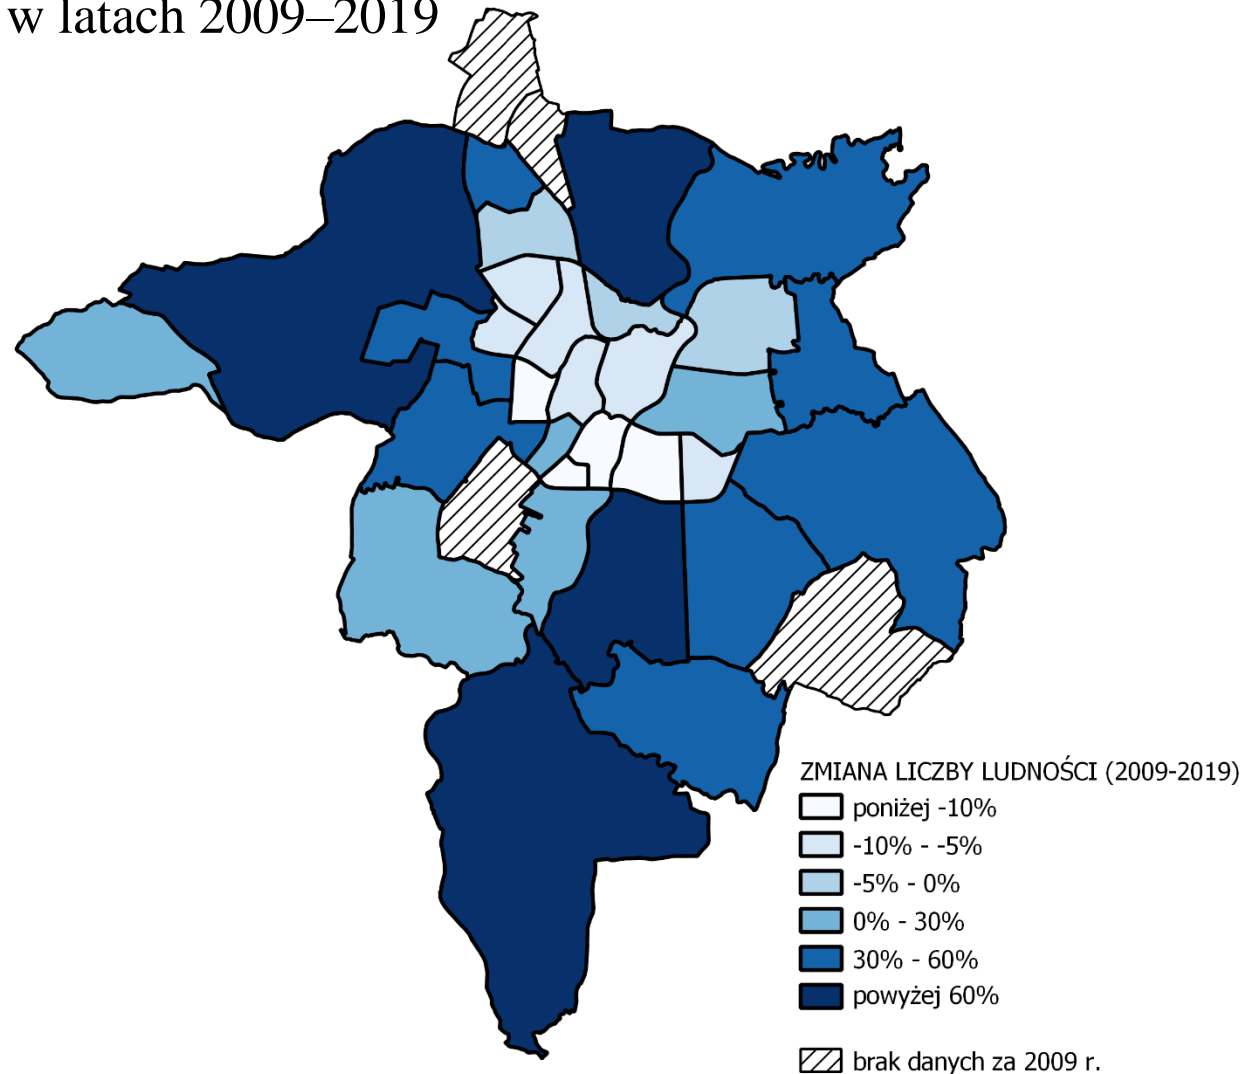 w latach 2009–2019
ZMIANA LICZBY LUDNOŚCI (2009-2019)
poniżej -10%
-10% - -5%
-5% - 0%
0% - 30%
30% - 60%
powyżej 60%
brak danych za 2009 r.